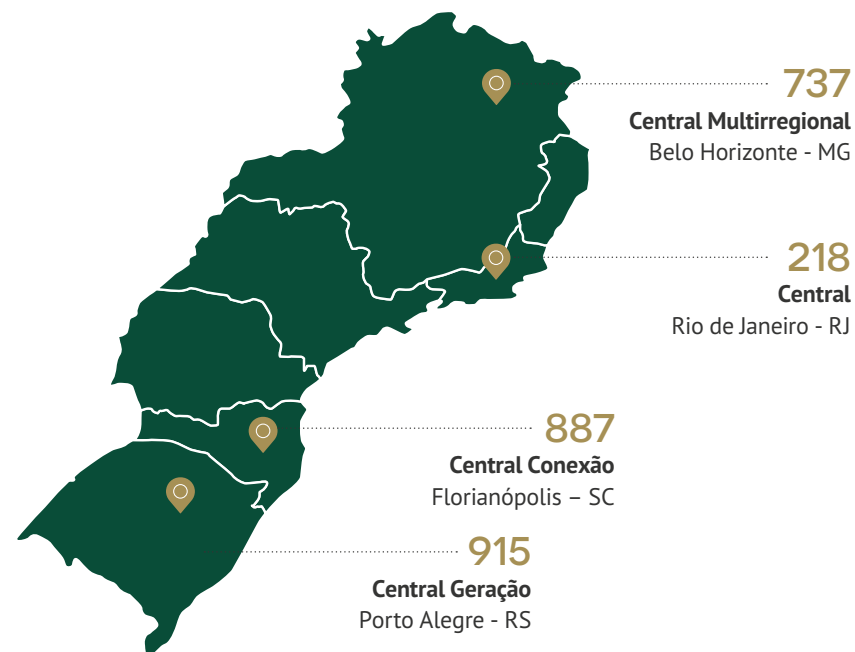 737
Central Multirregional
Belo Horizonte - MG
218
Central
Rio de Janeiro - RJ
887
Central Conexão
Florianópolis – SC
915
Central Geração
Porto Alegre - RS